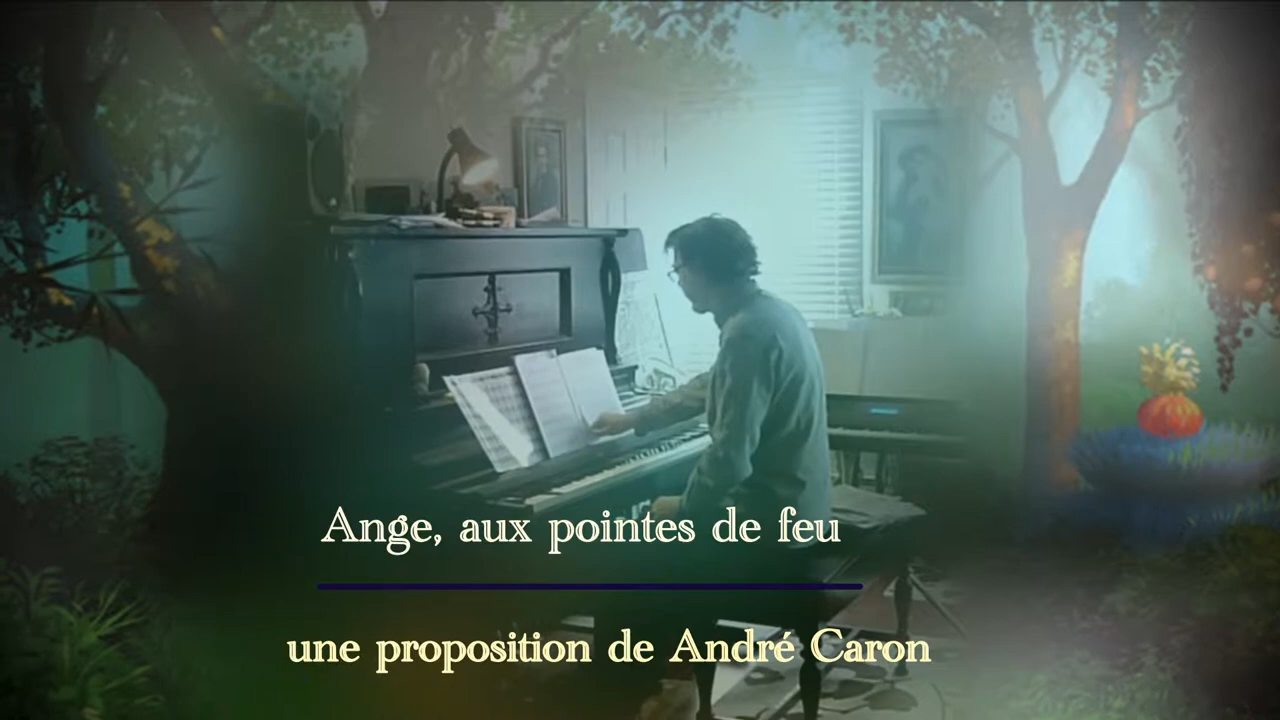 Ange, aux pointes de feu
une proposition de André Caron